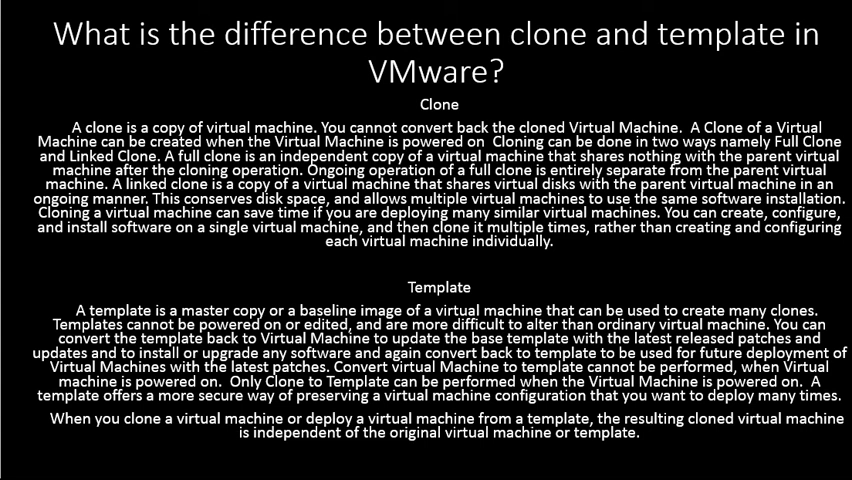 What is the difference between clone and template in
VMware?
Clone
A clone is a copy of virtual machine. You cannot convert back the cloned Virtual Machine.  A Clone of a Virtual
Machine can be created when the Virtual Machine is powered on  Cloning can be done in two ways namely Full Clone
and Linked Clone. A full clone is an independent copy of a virtual machine that shares nothing with the parent virtual
machine after the cloning operation. Ongoing operation of a full clone is entirely separate from the parent virtual
machine. A linked clone is a copy of a virtual machine that shares virtual disks with the parent virtual machine in an
ongoing manner. This conserves disk space, and allows multiple virtual machines to use the same software installation.
Cloning a virtual machine can save time if you are deploying many similar virtual machines. You can create, configure,
and install software on a single virtual machine, and then clone it multiple times, rather than creating and configuring
each virtual machine individually.
Template
A template is a master copy or a baseline image of a virtual machine that can be used to create many clones.
Templates cannot be powered on or edited, and are more difficult to alter than ordinary virtual machine. You can
convert the template back to Virtual Machine to update the base template with the latest released patches and
updates and to install or upgrade any software and again convert back to template to be used for future deployment of
Virtual Machines with the latest patches. Convert virtual Machine to template cannot be performed, when Virtual
machine is powered on.  Only Clone to Template can be performed when the Virtual Machine is powered on.  A
template offers a more secure way of preserving a virtual machine configuration that you want to deploy many times.
When you clone a virtual machine or deploy a virtual machine from a template, the resulting cloned virtual machine
is independent of the original virtual machine or template.